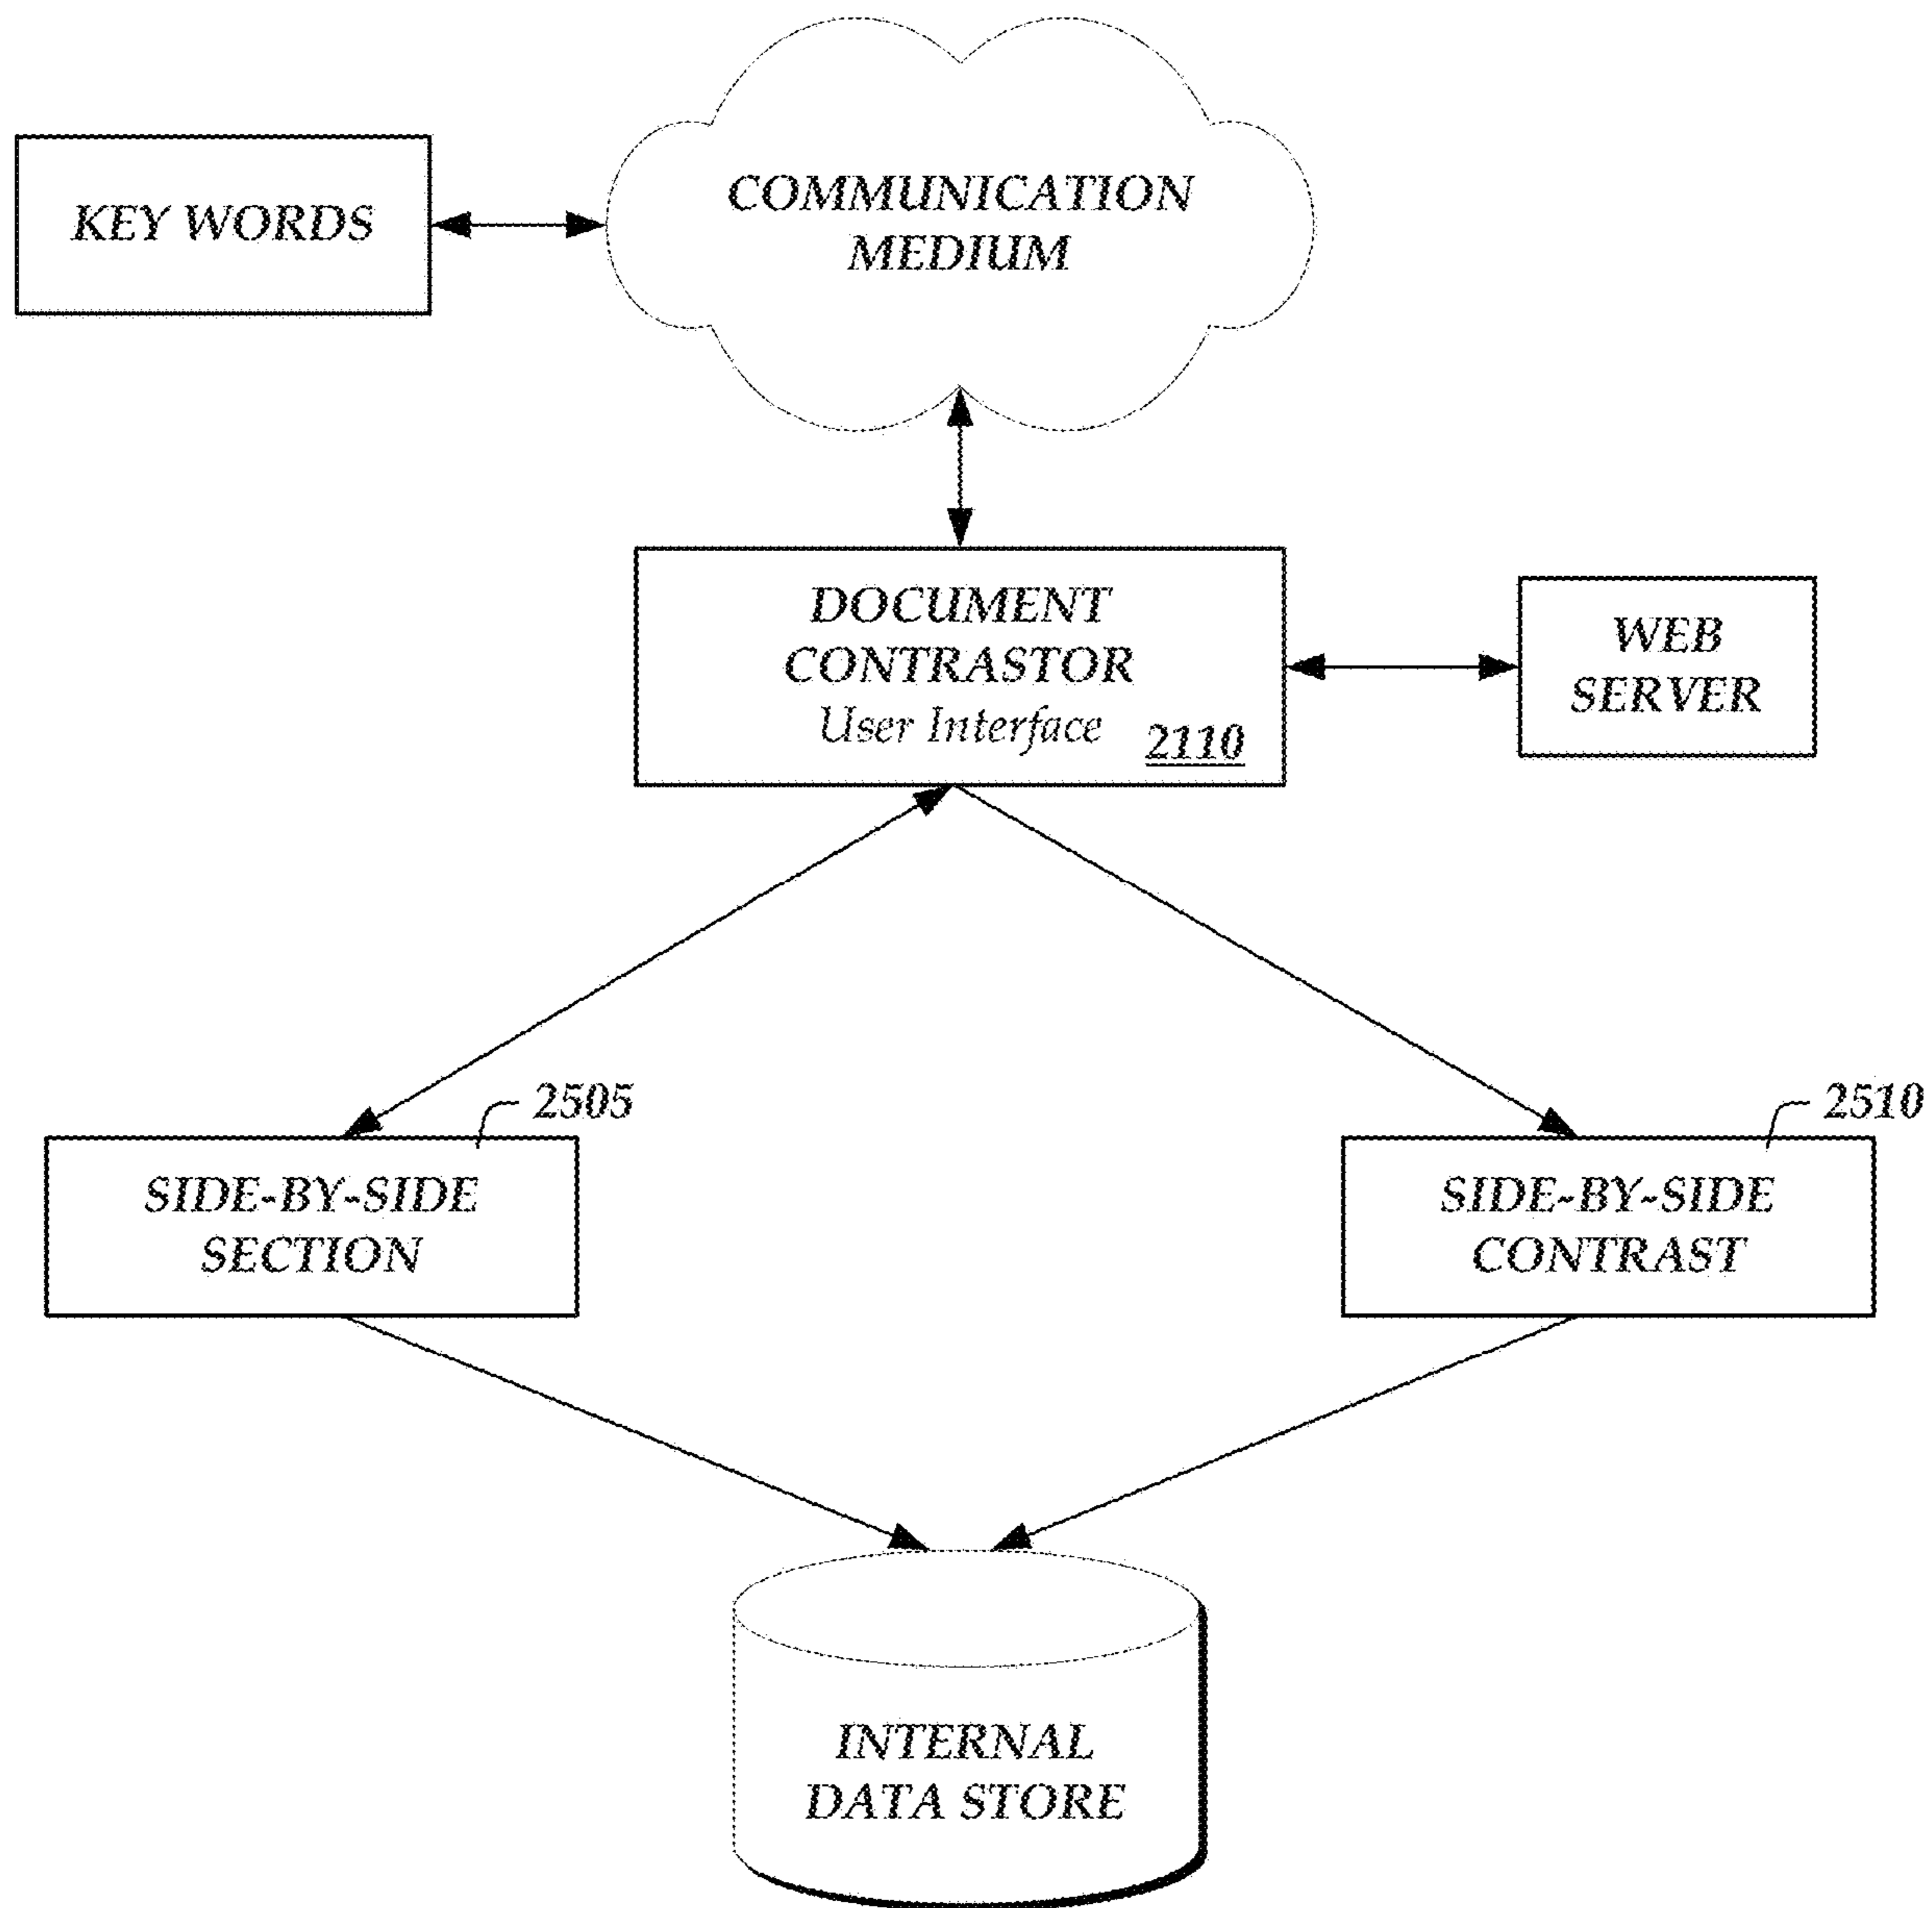 COMMUNICATION
MEDIUM
KEY WORDS
DOCUMENT
CONTRASTOR
User Interface
2110
WEB
SERVER
2505
SIDE-BY-SIDE
SECTION
2510
SIDE-BY-SIDE
CONTRAST
INTERNAL
DATA STORE